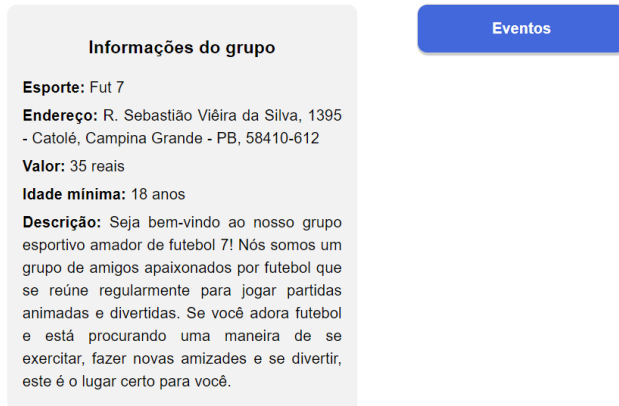 Informações do grupo
Eventos
Esporte: Fut 7
Endereço: R. Sebastião Viêira da Silva, 1395
- Catolé, Campina Grande - PB, 58410-612
Valor: 35 reais
Idade mínima: 18 anos
Descrição: Seja bem-vindo ao nosso grupo
esportivo amador de futebol 7! Nós somos um
grupo de amigos apaixonados por futebol que
se reúne regularmente para jogar partidas
animadas e divertidas. Se você adora futebol
e está procurando uma maneira de se
exercitar, fazer novas amizades e se divertir,
este é o lugar certo para você.